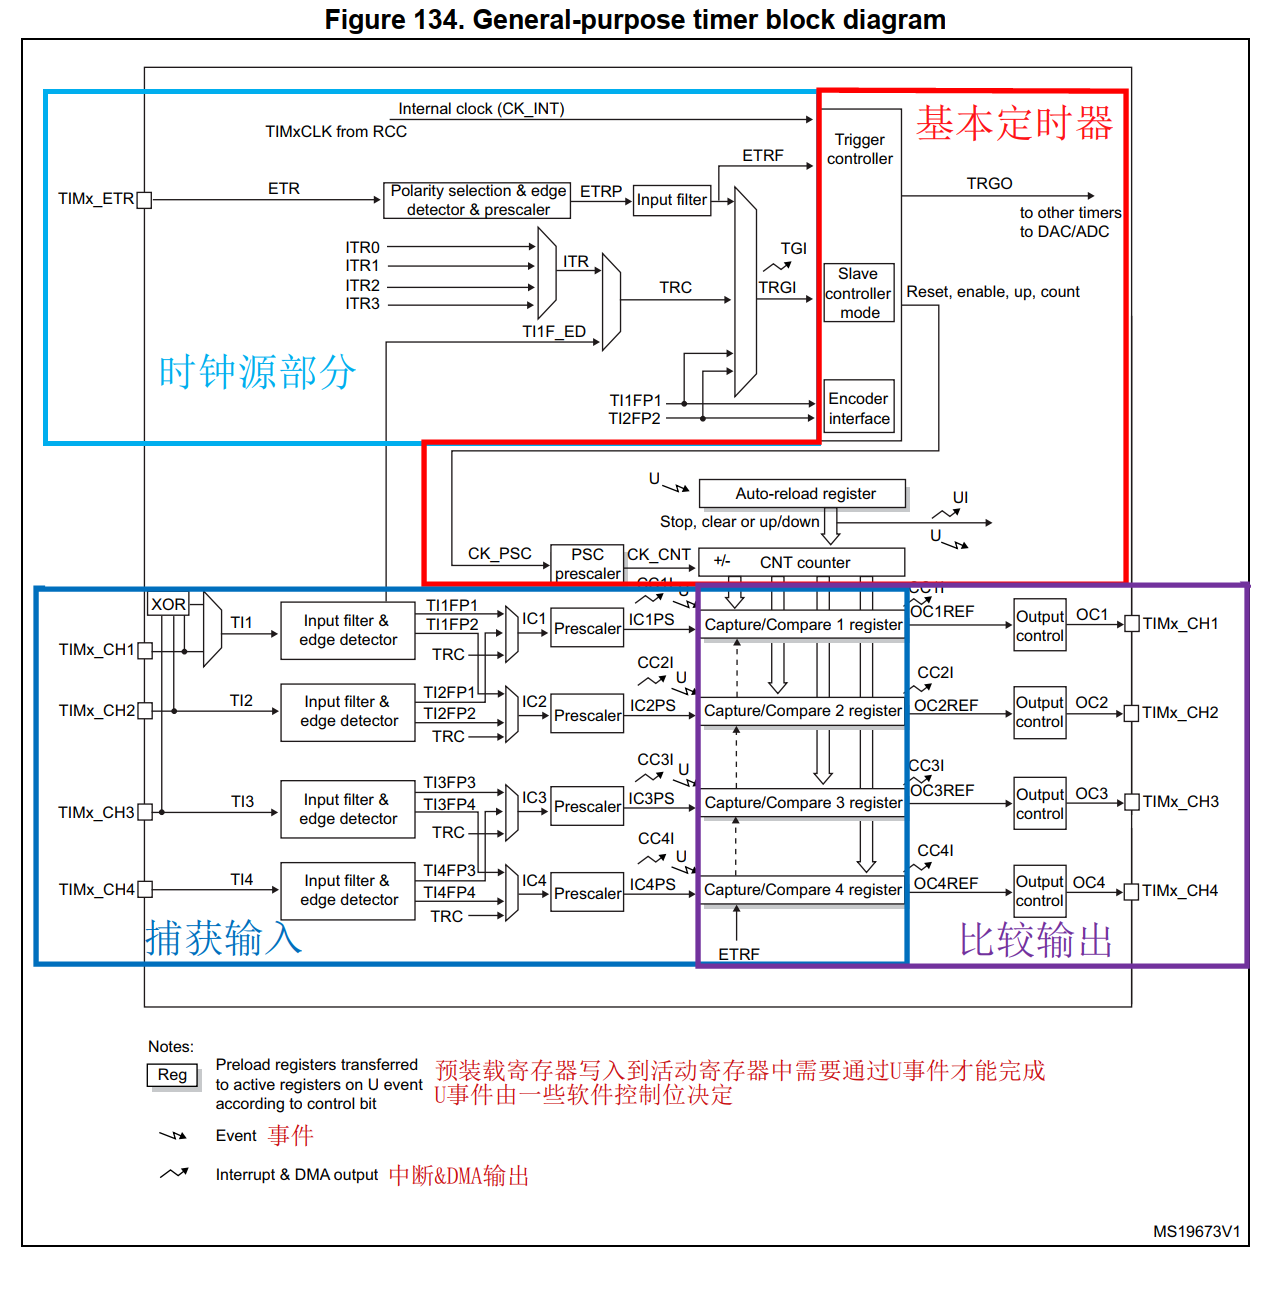 Figure 134. General-purpose timer block diagram
Internal clock (CK_INT)
TIMxCLK from RCC
基本定时器
Trigger
controller
ETRF
TRGO
to other timers
to DAC/ADC
TIMx_ETR
ETR
Polarity selection & edge
detector & prescaler
ETRP
Input filter
ITR0
ITR1
ITR2
ITR3
ITR
TRC
TGI
TRGI
Slave
controller
mode
Reset, enable, up, count
TI1F_ED
时钟源部分
TI1FP1
TI2FP2
Encoder
interface
U
Auto-reload register
Stop, clear or up/down
UI
U
CK_PSC
PSC
prescaler
CK_CNT
+/-
CNT counter
CC1I
U
CC1I
XOR
TI1
TIMx_CH1
Input filter &
edge detector
TI1FP1
TI1FP2
TRC
IC1
Prescaler
IC1PS
Capture/Compare 1 register
OC1REF
Output
control
OC1
TIMx_CH1
CC2I
U
CC2I
TIMx_CH2
TI2
Input filter &
edge detector
TI2FP1
TI2FP2
TRC
IC2
Prescaler
IC2PS
Capture/Compare 2 register
OC2REF
Output
control
OC2
TIMx_CH2
CC3I
U
CC3I
TIMx_CH3
TI3
Input filter &
edge detector
TI3FP3
TI3FP4
TRC
IC3
Prescaler
IC3PS
Capture/Compare 3 register
OC3REF
Output
control
OC3
TIMx_CH3
CC4I
U
CC4I
TIMx_CH4
TI4
Input filter &
edge detector
TI4FP3
TI4FP4
TRC
IC4
Prescaler
IC4PS
Capture/Compare 4 register
OC4REF
Output
control
OC4
TIMx_CH4
捕获输入
ETRF
比较输出
Notes:
Reg
Preload registers transferred
to active registers on U event
according to control bit
预装载寄存器写入到活动寄存器中需要通过U事件才能完成
U事件由一些软件控制位决定
Event 事件
Interrupt & DMA output 中断&DMA输出
MS19673V1